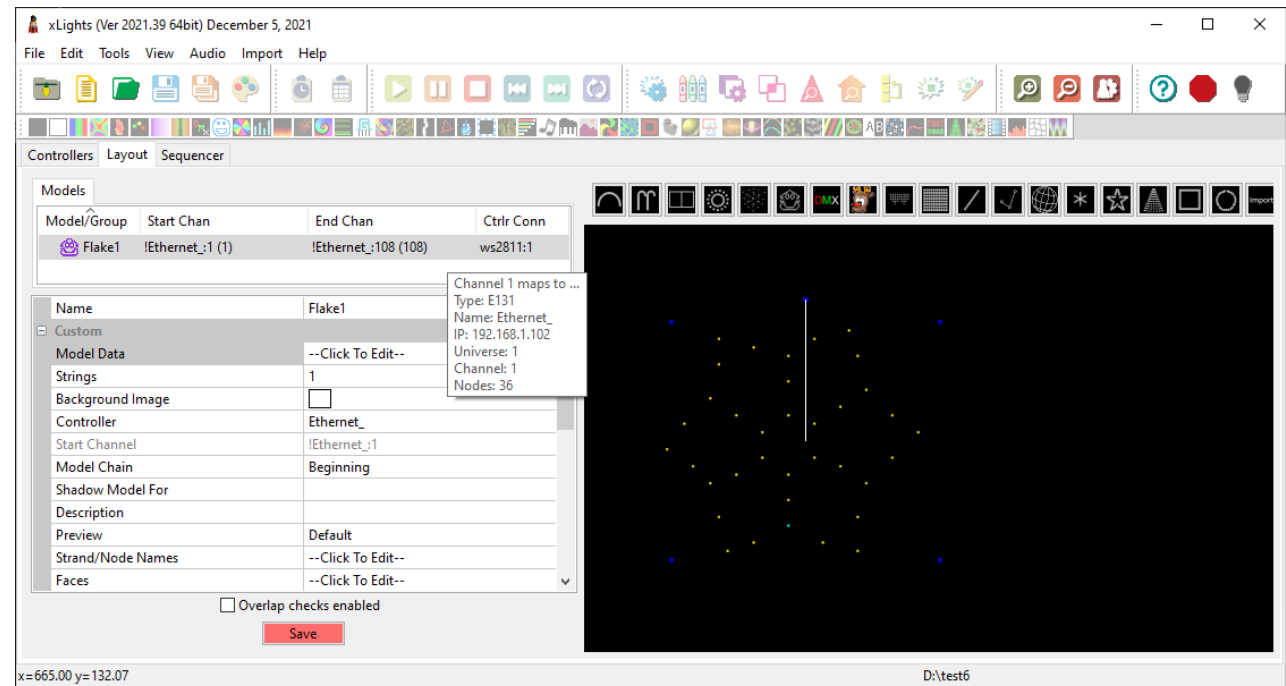 xLights (Ver 2021.39 64bit) December 5, 2021
File Edit Tools View Audio Import Help
Controllers Layout Sequencer
Models
Model/Group Start Chan End Chan Ctrlr Conn
Flake1 !Ethernet_:1 (1) !Ethernet_:108 (108) ws2811:1
DMX
Import
Channel 1 maps to ...
Type: E131
Name: Ethernet_
IP: 192.168.1.102
Universe: 1
Channel: 1
Nodes: 36
Name Flake1
Custom
Model Data --Click To Edit--
Strings 1
Background Image
Controller Ethernet_
Start Channel !Ethernet_:1
Model Chain Beginning
Shadow Model For
Description
Preview Default
Strand/Node Names --Click To Edit--
Faces --Click To Edit--
Overlap checks enabled
Save
x=665.00 y=132.07 D:\test6